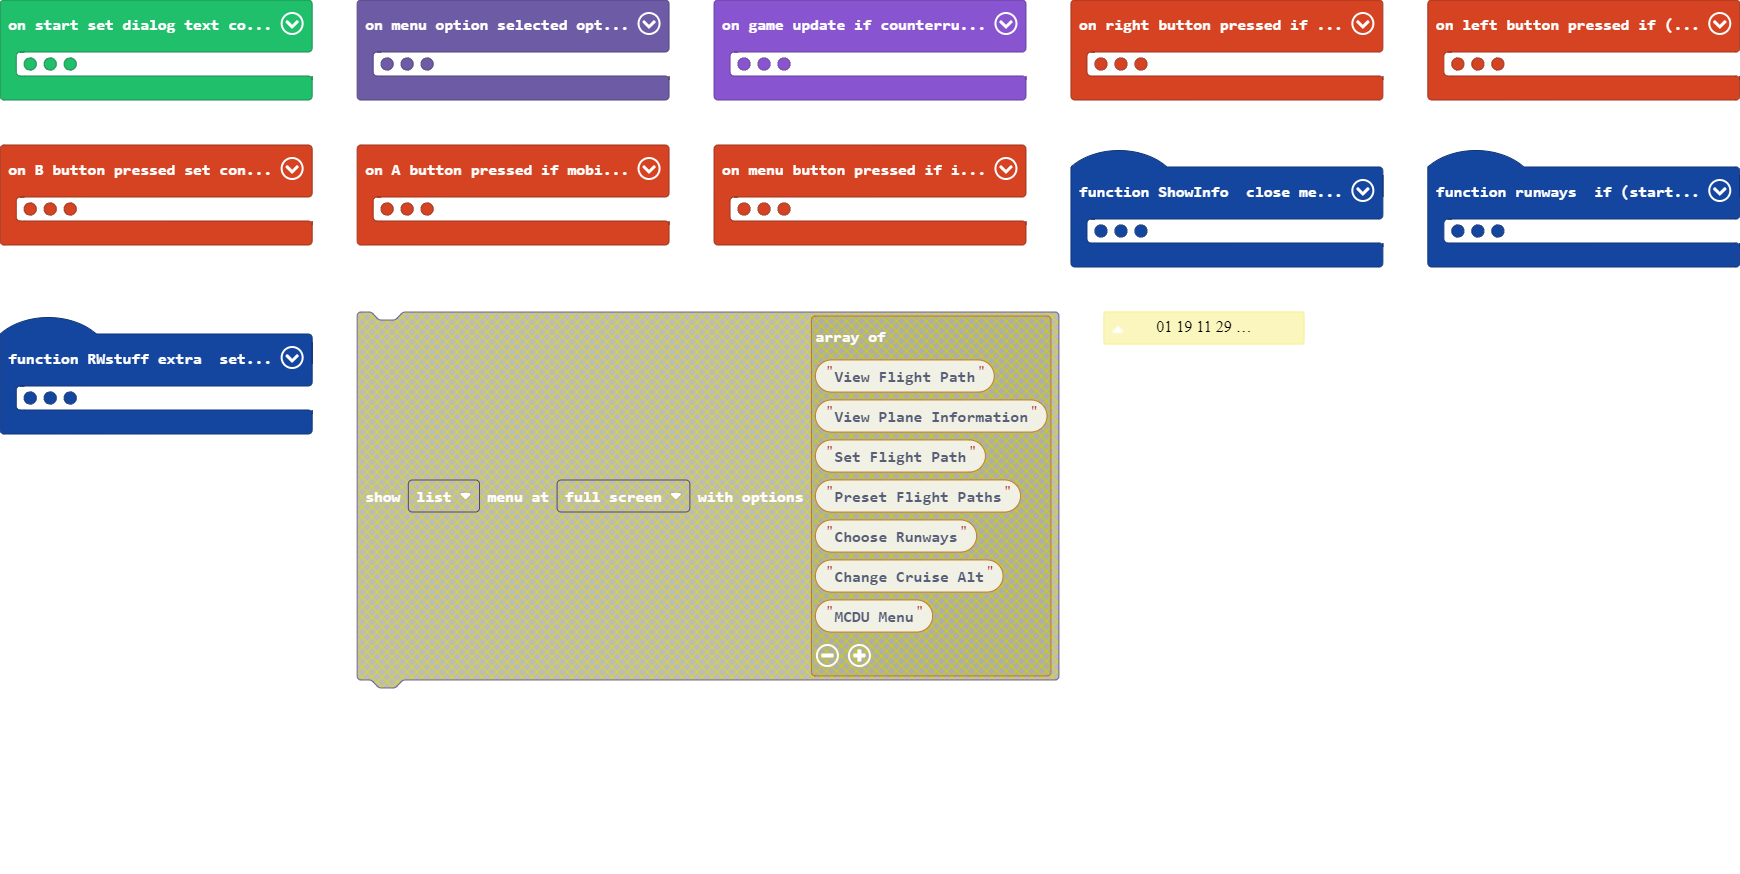 on start set dialog text co...
on menu option selected opt...
on game update if counterru...
on right button pressed if ...
on left button pressed if (...
on B button pressed set con...
on A button pressed if mobi...
on menu button pressed if i...
function ShowInfo  close me...
function runways  if (start...
function RWstuff extra  set...
show list menu at full screen with options
array of
"View Flight Path"
"View Plane Information"
"Set Flight Path"
"Preset Flight Paths"
"Choose Runways"
"Change Cruise Alt"
"MCDU Menu"
01 19 11 29 ...